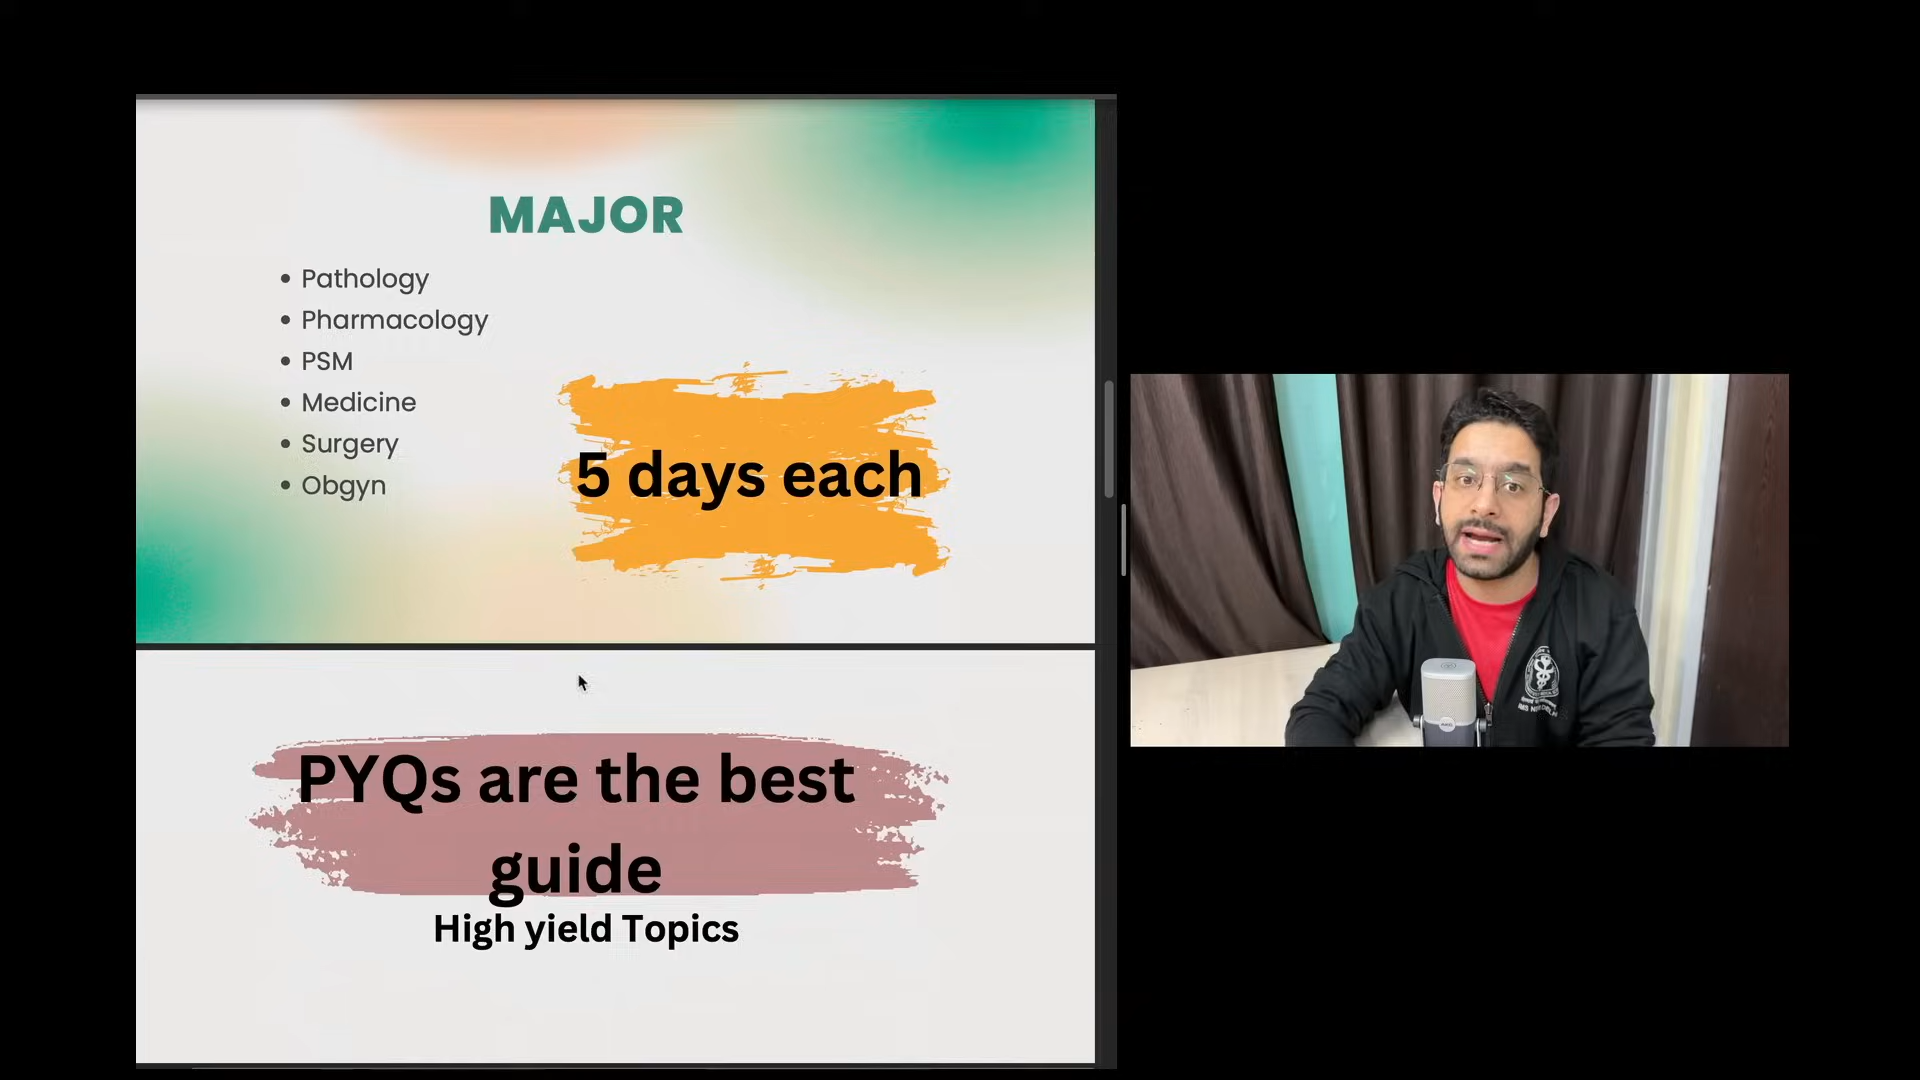 MAJOR
Pathology
Pharmacology
PSM
Medicine
Surgery
Obgyn
5 days each
PYQs are the best
guide
High yield Topics